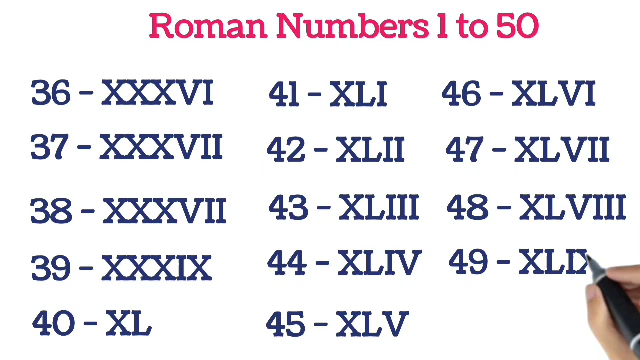 Roman Numbers 1 to 50
36 - XXXVI
37 - XXXVII
38 - XXXVII
39 - XXXIX
40 - XL
41 - XLI
42 - XLII
43 - XLIII
44 - XLIV
45 - XLV
46 - XLVI
47 - XLVII
48 - XLVIII
49 - XLIX